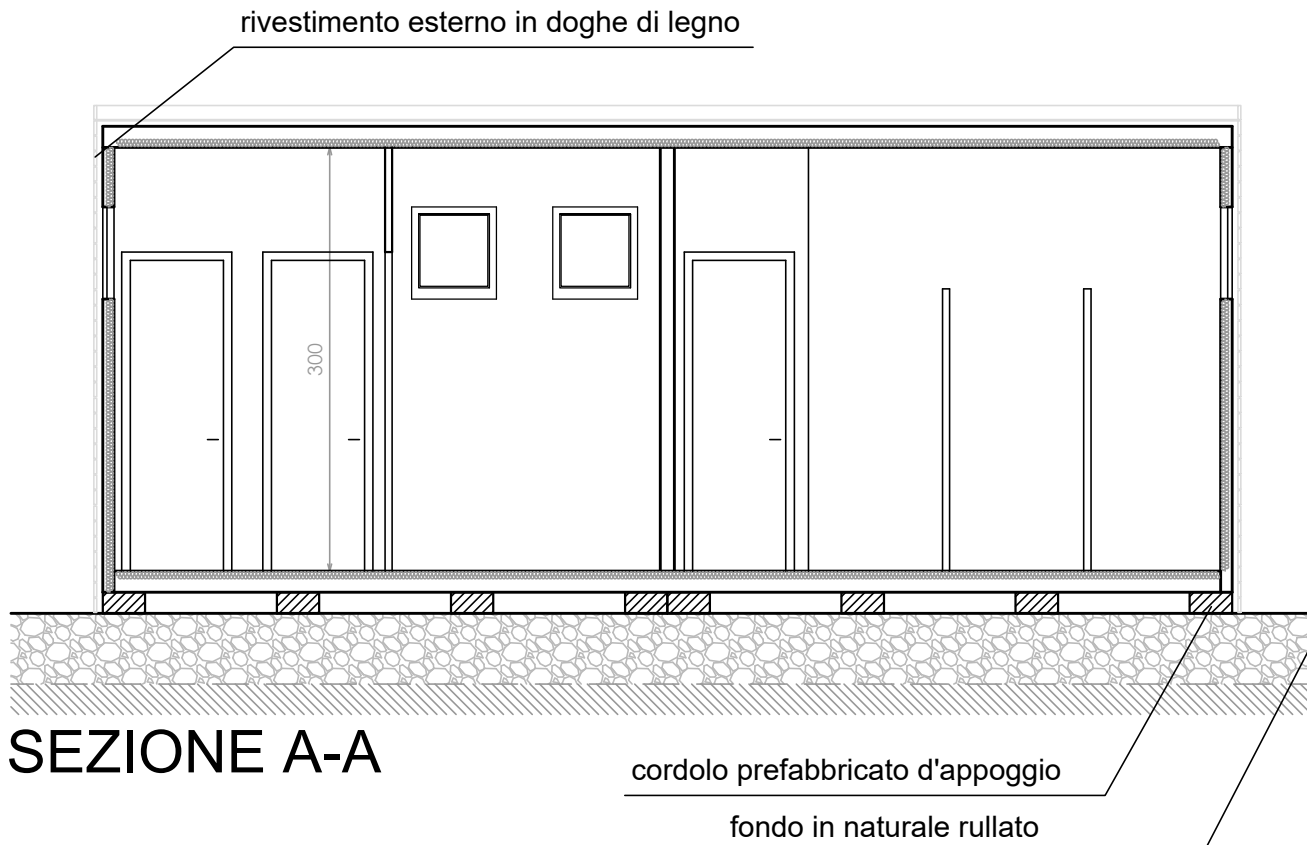 rivestimento esterno in doghe di legno
300
SEZIONE A-A
cordolo prefabbricato d'appoggio
fondo in naturale rullato